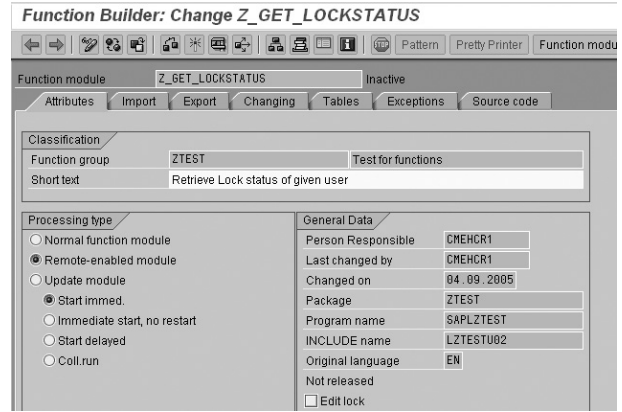 Function Builder: Change Z_GET_LOCKSTATUS
Pattern Pretty Printer Function modu
Function module Z_GET_LOCKSTATUS Inactive
Attributes Import Export Changing Tables Exceptions Source code
Classification
Function group ZTEST Test for functions
Short text Retrieve Lock status of given user
Processing type
Normal function module
Remote-enabled module
Update module
Start immed.
Immediate start, no restart
Start delayed
Coll.run
General Data
Person Responsible CMEHCR1
Last changed by CMEHCR1
Changed on 04.09.2005
Package ZTEST
Program name SAPLZTEST
INCLUDE name LZTESTU02
Original language EN
Not released
Edit lock